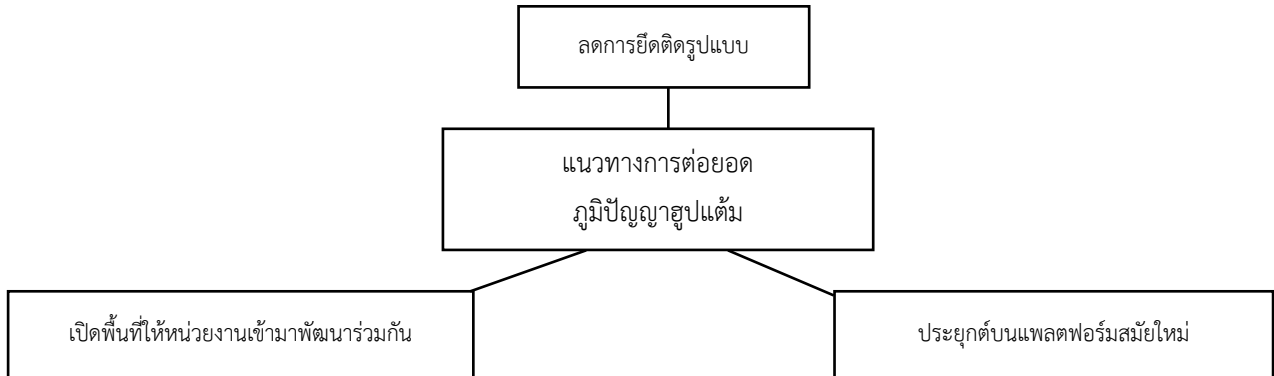 ลดการยึดติดรูปแบบ
แนวทางการต่อยอด
ภูมิปัญญาฮูปแต้ม
เปิดพื้นที่ให้หน่วยงานเข้ามาพัฒนาร่วมกัน
ประยุกต์บนแพลตฟอร์มสมัยใหม่